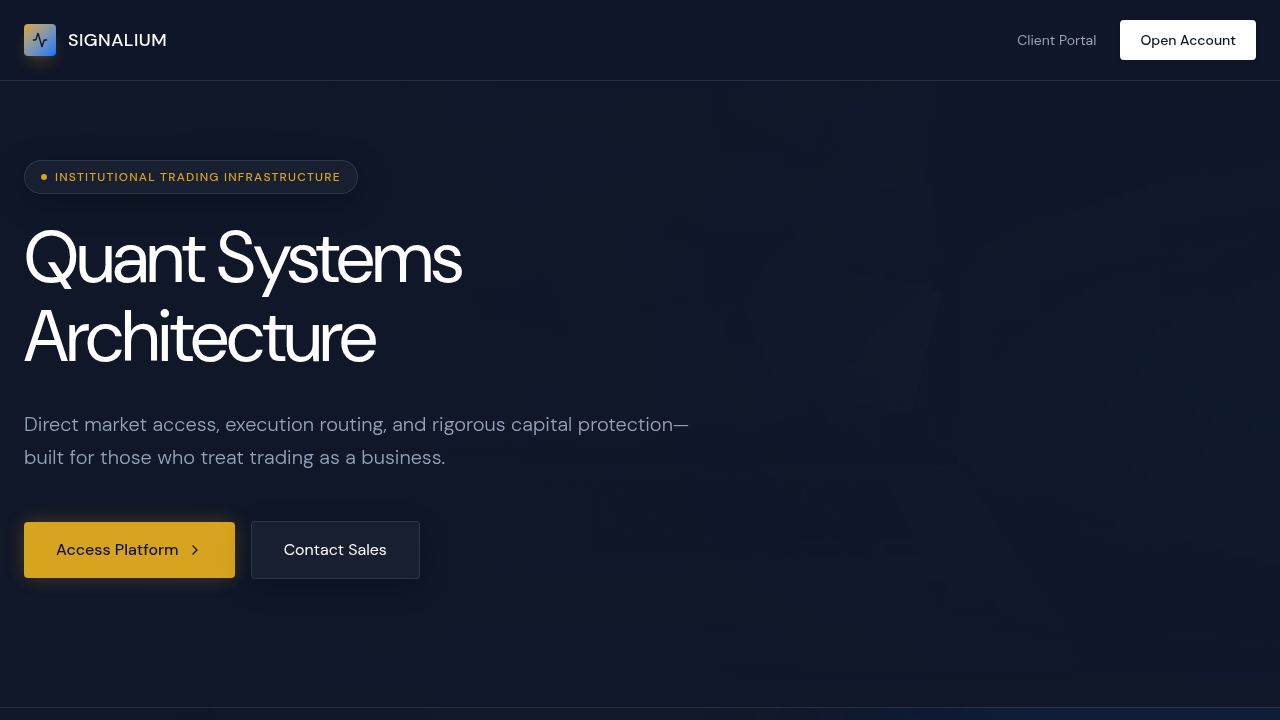 SIGNALIUM
Client Portal
Open Account
INSTITUTIONAL TRADING INFRASTRUCTURE
Quant Systems
Architecture
Direct market access, execution routing, and rigorous capital protection—
built for those who treat trading as a business.
Access Platform
Contact Sales